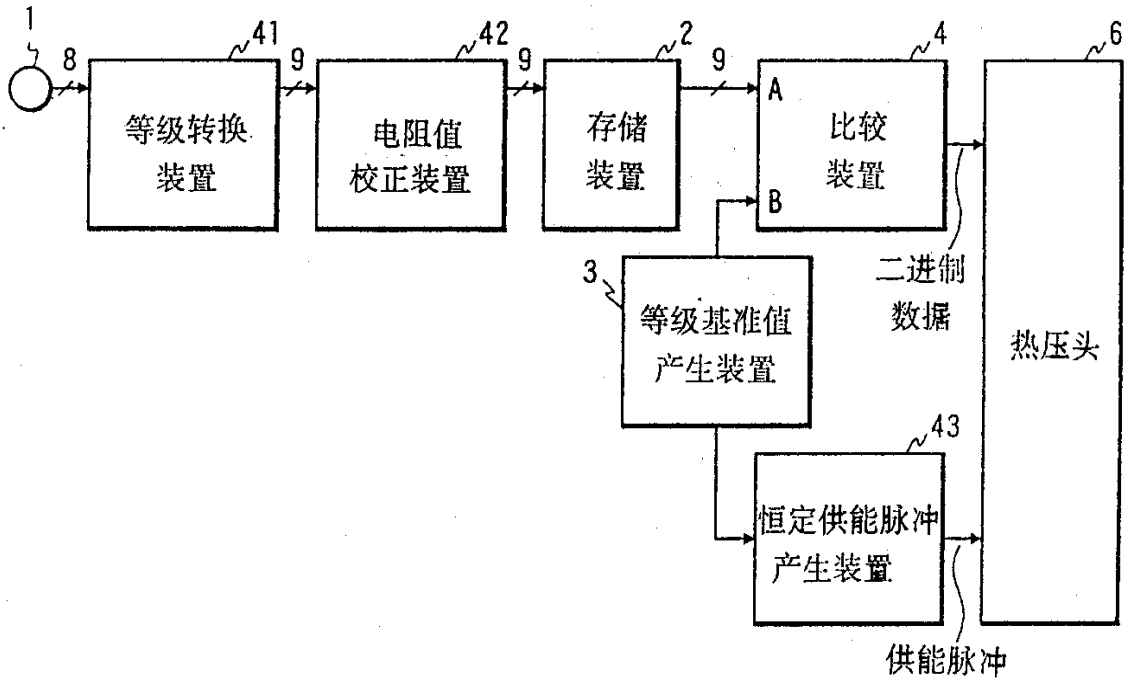 1
8
41
等级转换
装置
9
42
电阻值
校正装置
9
2
存储
装置
9
4
A
B
比较
装置
6
热压头
二进制
数据
3
等级基准值
产生装置
43
恒定供能脉冲
产生装置
供能脉冲